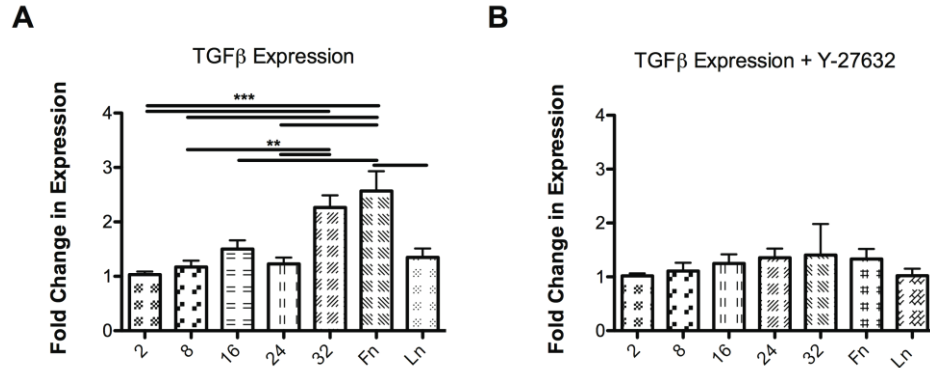 A
TGFβ Expression
Fold Change in Expression
4
3
2
1
0
***
**
2 8 16 24 32 Fn Ln
B
TGFβ Expression + Y-27632
Fold Change in Expression
4
3
2
1
0
2 8 16 24 32 Fn Ln